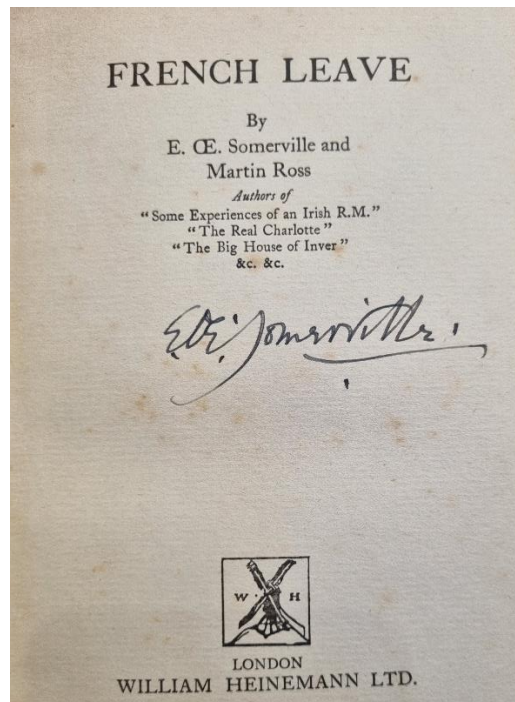 FRENCH LEAVE
By
E. Œ. Somerville and
Martin Ross
Authors of
“Some Experiences of an Irish R.M.”
“The Real Charlotte”
“The Big House of Inver”
&c. &c.
E. Œ. Somerville.
W H
LONDON
WILLIAM HEINEMANN LTD.